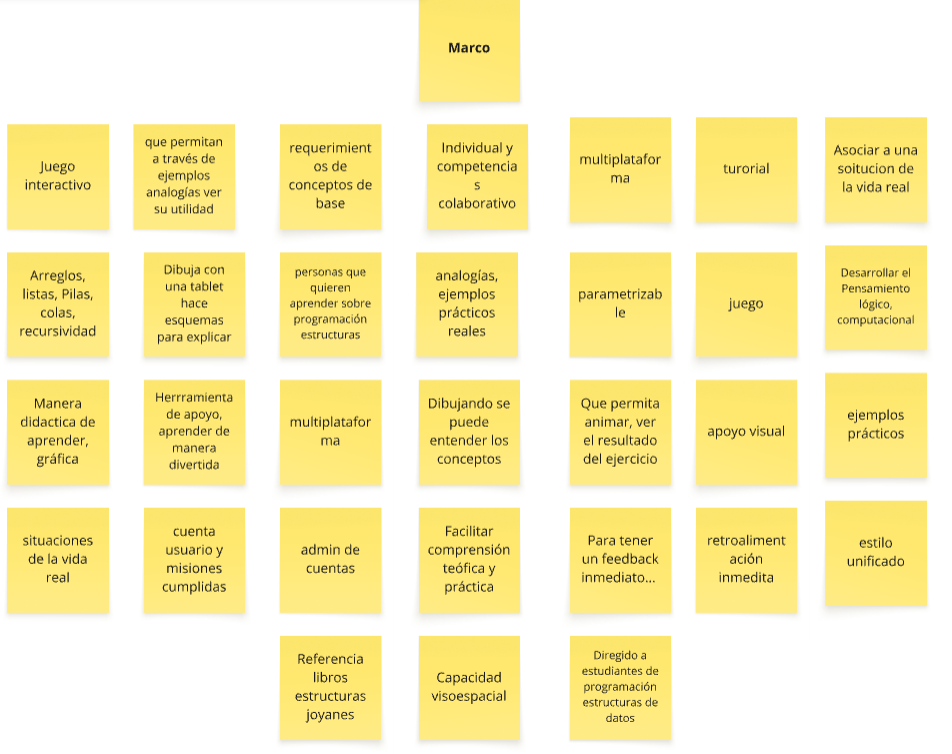 Marco
Juego
interactivo
que permitan
a través de
ejemplos
analogías ver
su utilidad
requerimient
os de
conceptos de
base
Individual y
competencia
s
colaborativo
multiplatafor
ma
turorial
Asociar a una
soitucion de
la vida real
Arreglos,
listas, Pilas,
colas,
recursividad
Dibuja con
una tablet
hace
esquemas
para explicar
personas que
quieren
aprender sobre
programación
estructuras
analogías,
ejemplos
prácticos
reales
parametrizab
le
juego
Desarrollar el
Pensamiento
lógico,
computacional
Manera
didactica de
aprender,
gráfica
Herrramienta
de apoyo,
aprender de
manera
divertida
multiplatafor
ma
Dibujando se
puede
entender los
conceptos
Que permita
animar, ver
el resultado
del ejercicio
apoyo visual
ejemplos
prácticos
situaciones
de la vida
real
cuenta
usuario y
misiones
cumplidas
admin de
cuentas
Facilitar
comprensión
teófica y
práctica
Para tener
un feedback
inmediato...
retroaliment
ación
inmedita
estilo
unificado
Referencia
libros
estructuras
joyanes
Capacidad
visoespacial
Diregido a
estudiantes de
programación
estructuras de
datos